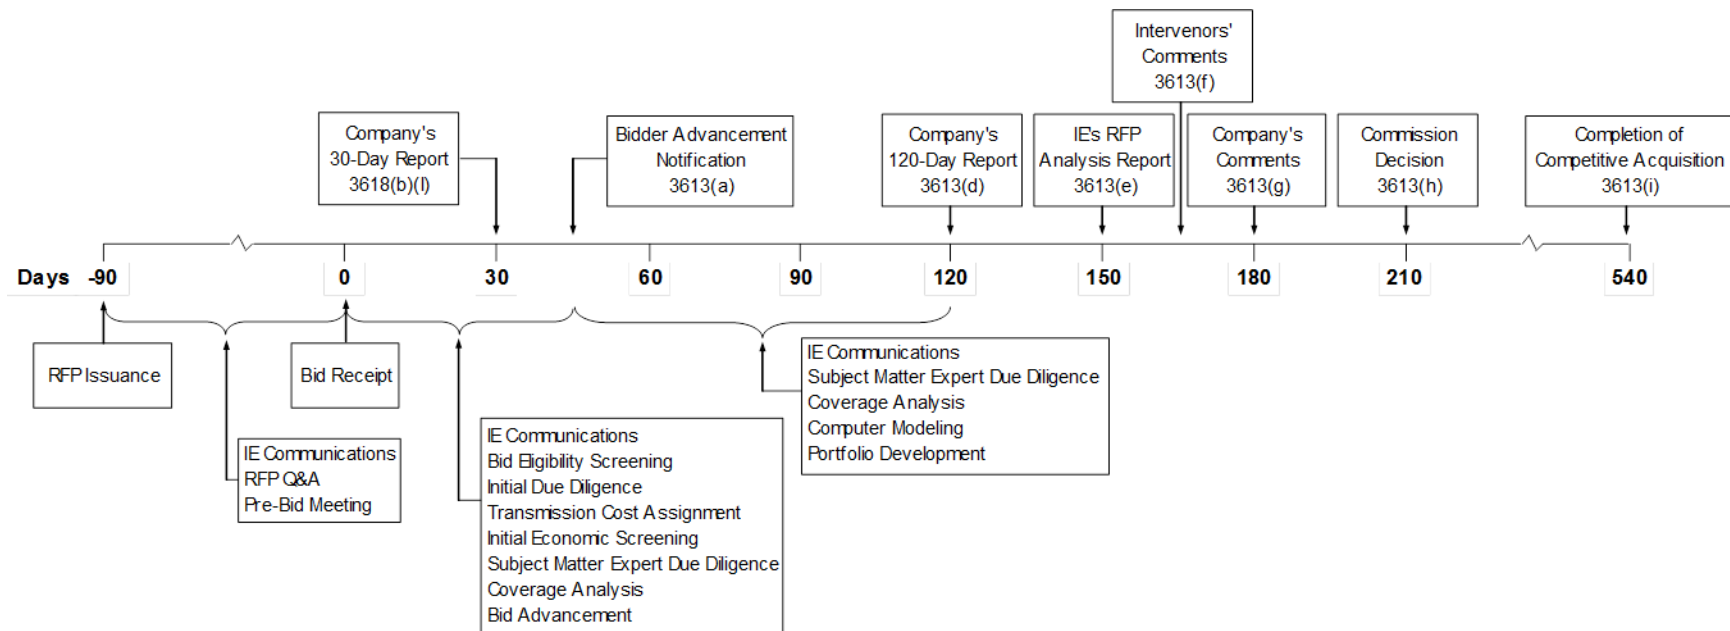 Intervenors'
Comments
3613(f)
Company's
30-Day Report
3618(b)(I)
Bidder Advancement
Notification
3613(a)
Company's
120-Day Report
3613(d)
IE's RFP
Analysis Report
3613(e)
Company's
Comments
3613(g)
Commission
Decision
3613(h)
Completion of
Competitive Acquisition
3613(i)
Days -90 0 30 60 90 120 150 180 210 540
RFP Issuance
Bid Receipt
IE Communications
RFP Q&A
Pre-Bid Meeting
IE Communications
Bid Eligibility Screening
Initial Due Diligence
Transmission Cost Assignment
Initial Economic Screening
Subject Matter Expert Due Diligence
Coverage Analysis
Bid Advancement
IE Communications
Subject Matter Expert Due Diligence
Coverage Analysis
Computer Modeling
Portfolio Development